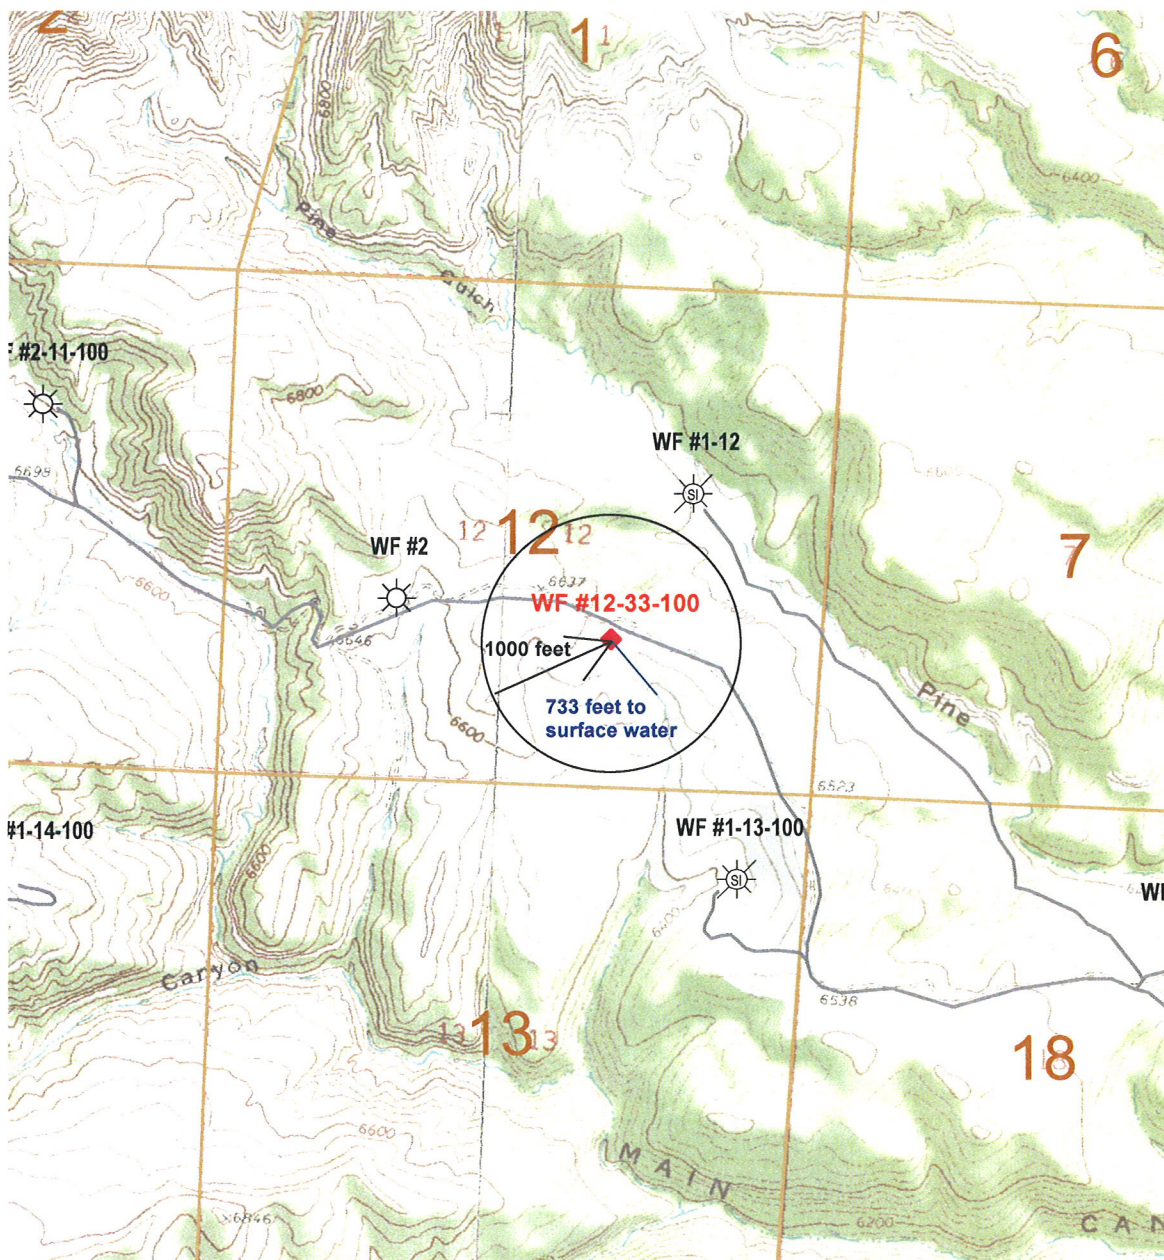 2
1
1
1
6
6800
6400
Pine
Gulch
F #2-11-100
6800
WF #1-12
6698
SI
12
12
12
WF #2
7
6637
6600
WF #12-33-100
6646
1000 feet
Pine
733 feet to
surface water
6600
6523
#1-14-100
WF #1-13-100
6600
SI
6400
Canyon
6538
13
13
13
18
6600
MAIN
6846
6200
CAN